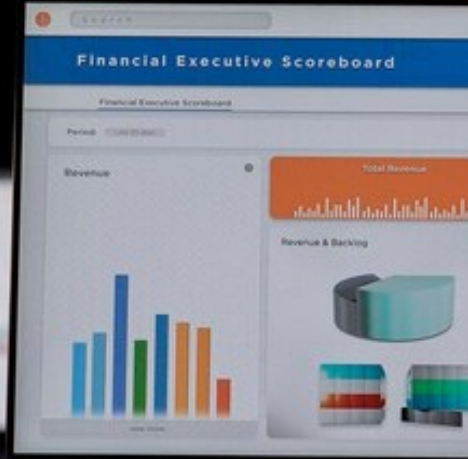 Search
Financial Executive Scoreboard
Financial Executive Scoreboard
Period:
Revenue
Total Revenue
Revenue & Backlog